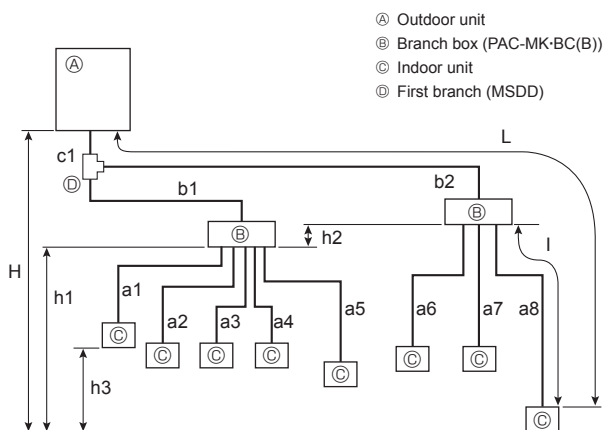 Ⓐ Outdoor unit
Ⓑ Branch box (PAC-MK·BC(B))
Ⓒ Indoor unit
Ⓓ First branch (MSDD)
Ⓐ
L
c1
Ⓓ
b1
b2
Ⓑ
Ⓑ
h2
I
H
h1
a1
a2
a3
a4
a5
a6
a7
a8
Ⓒ
Ⓒ
Ⓒ
Ⓒ
Ⓒ
Ⓒ
Ⓒ
h3
Ⓒ